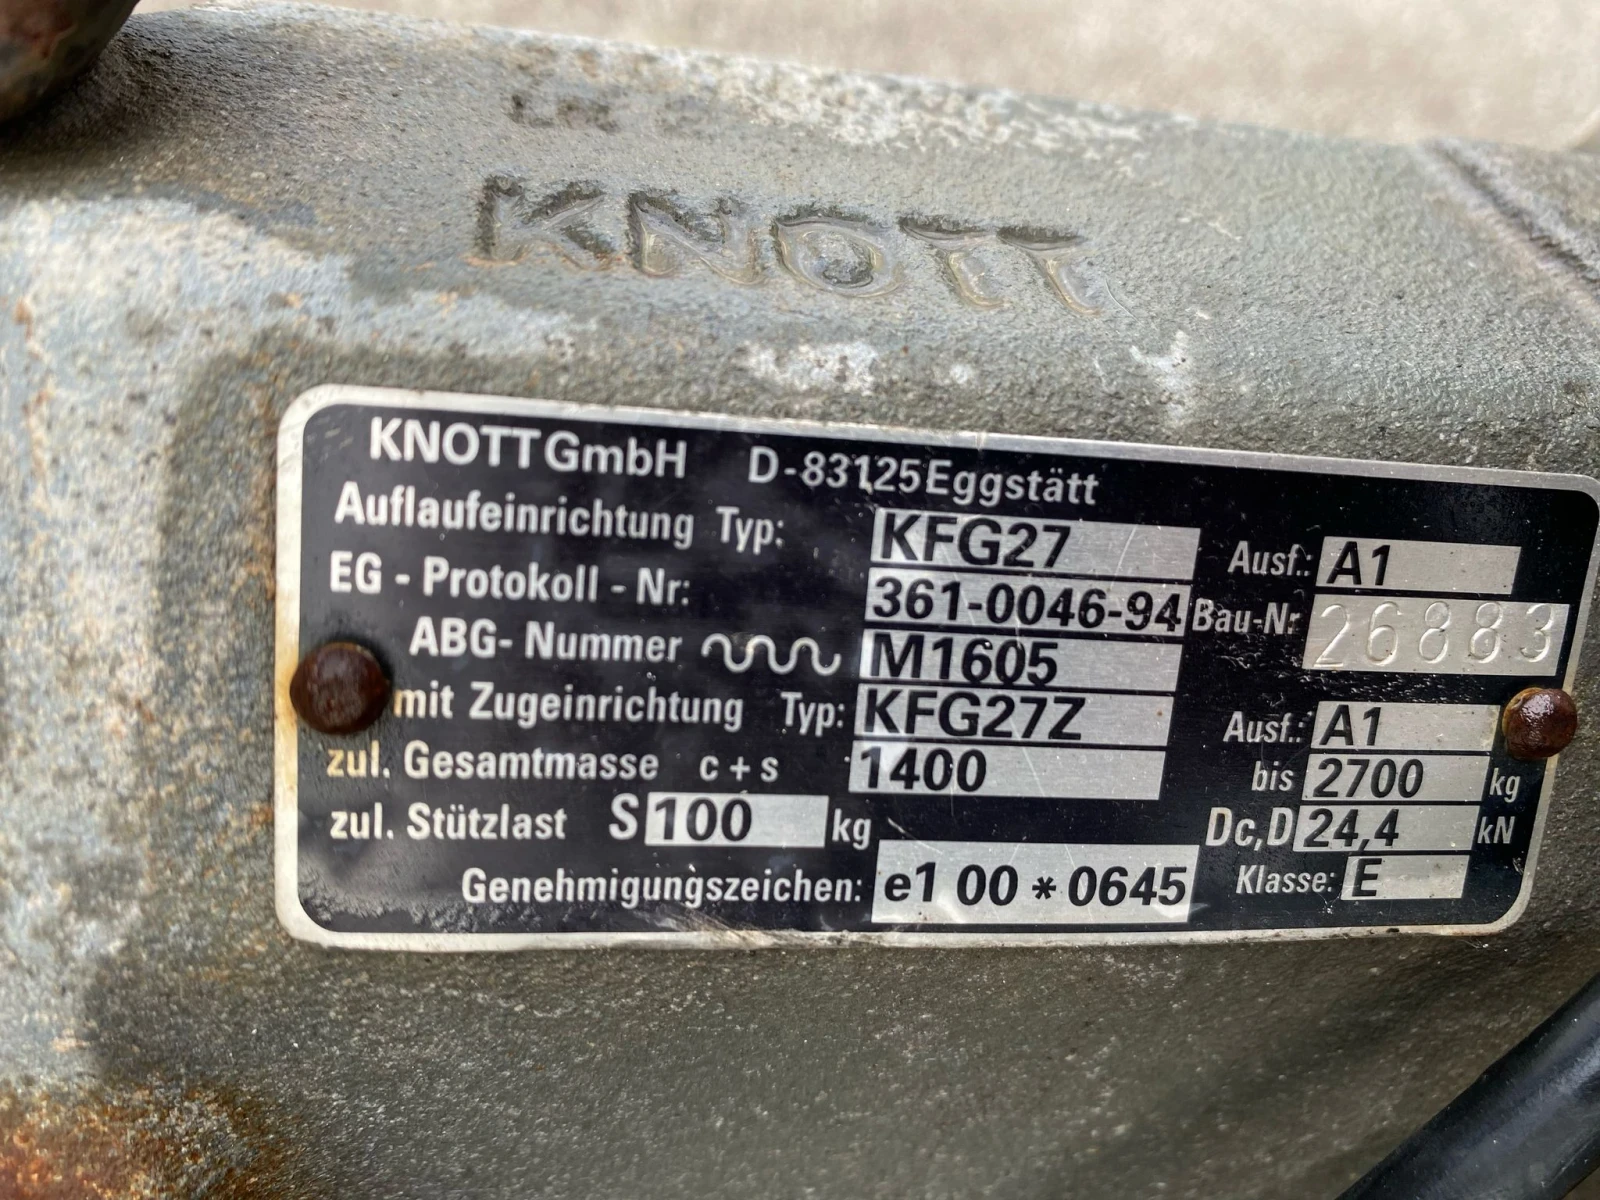 KNOTT
KNOTT GmbH D-83125 Eggstätt
Auflaufeinrichtung Typ: KFG27 Ausf.: A1
EG - Protokoll - Nr: 361-0046-94 Bau-Nr 26883
ABG- Nummer M1605
mit Zugeinrichtung Typ: KFG27Z Ausf.: A1
zul. Gesamtmasse c + s 1400 bis 2700 kg
zul. Stützlast S 100 kg Dc,D 24,4 kN
Genehmigungszeichen: e1 00 * 0645 Klasse: E